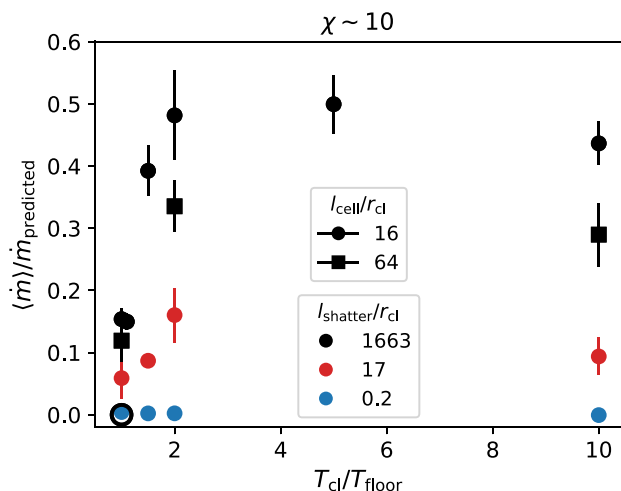 χ ~ 10
0.6
0.5
0.4
0.3
0.2
0.1
0.0
⟨ṁ⟩/ṁ_predicted
l_cell/r_cl
16
64
l_shatter/r_cl
1663
17
0.2
2 4 6 8 10
T_cl/T_floor